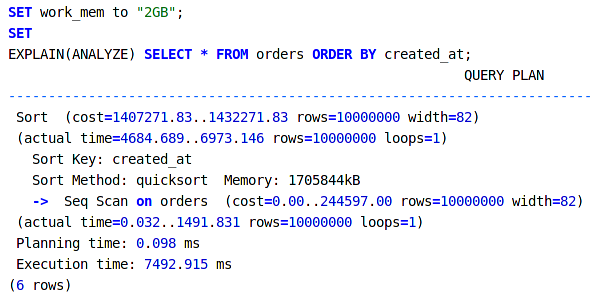 SET work_mem to "2GB";
SET
EXPLAIN(ANALYZE) SELECT * FROM orders ORDER BY created_at;
QUERY PLAN
-------------------------------------------------------------------------
Sort  (cost=1407271.83..1432271.83 rows=10000000 width=82)
(actual time=4684.689..6973.146 rows=10000000 loops=1)
Sort Key: created_at
Sort Method: quicksort  Memory: 1705844kB
->  Seq Scan on orders  (cost=0.00..244597.00 rows=10000000 width=82)
(actual time=0.032..1491.831 rows=10000000 loops=1)
Planning time: 0.098 ms
Execution time: 7492.915 ms
(6 rows)